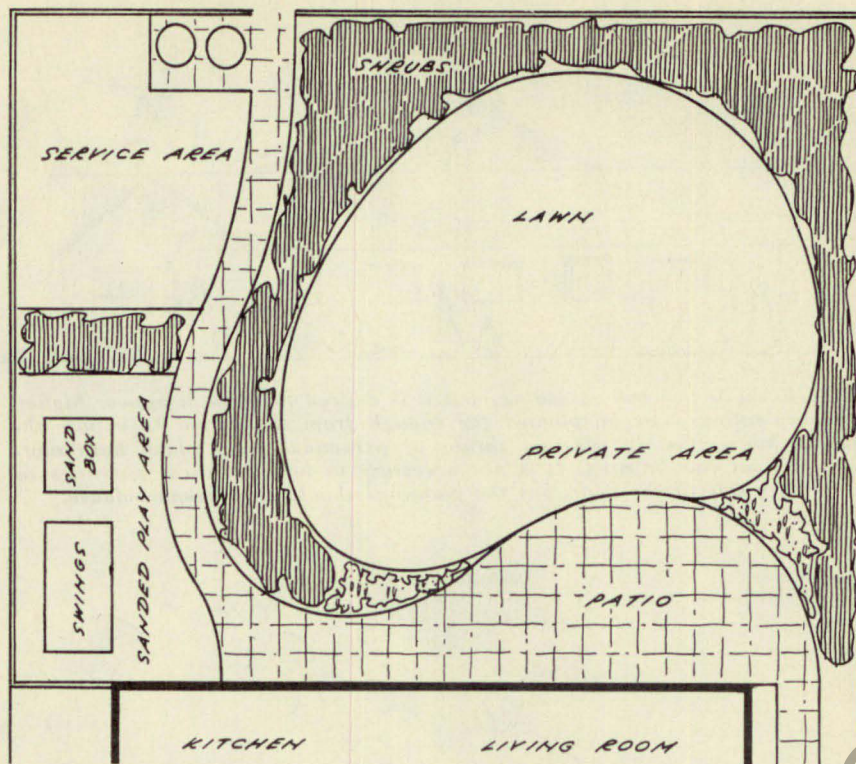 SHRUBS
SERVICE AREA
LAWN
SAND
BOX
SANDED PLAY AREA
PRIVATE AREA
SWINGS
PATIO
KITCHEN
LIVING ROOM